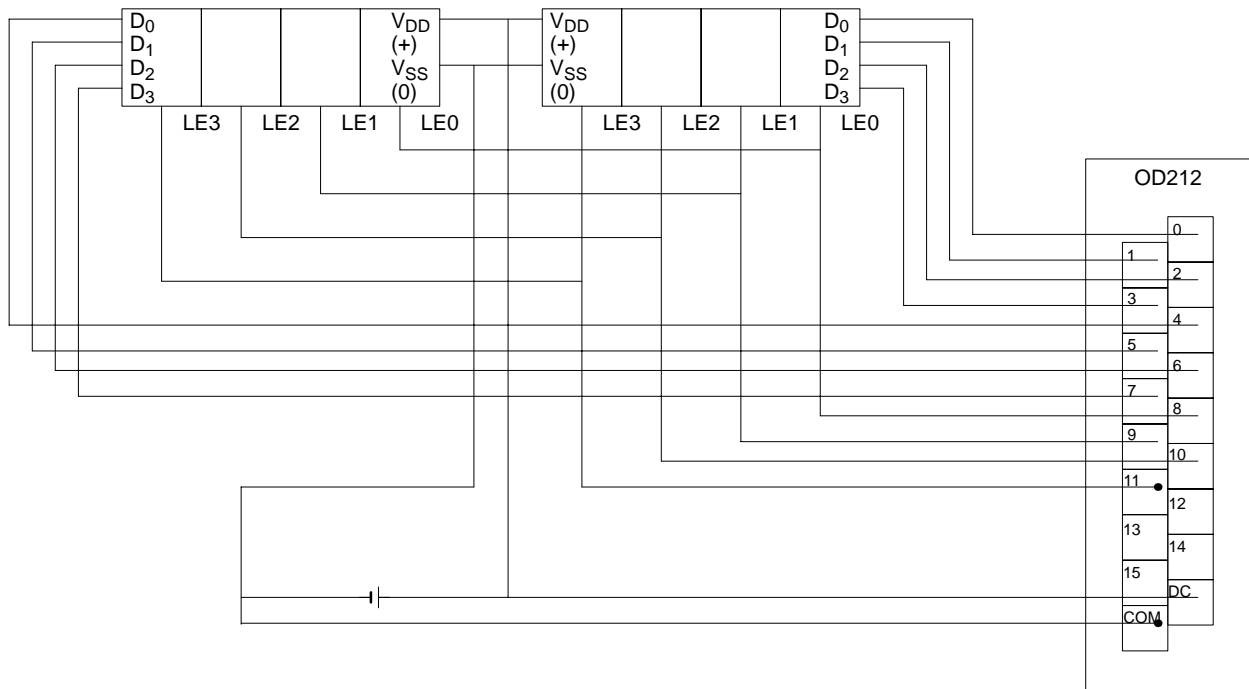 D0 VDD VDD D0
D1 (+) (+) D1
D2 VSS VSS D2
D3 (0) (0) D3
LE3 LE2 LE1 LE0 LE3 LE2 LE1 LE0
OD212
0
1
2
3
4
5
6
7
8
9
10
11
12
13
14
15
DC
COM